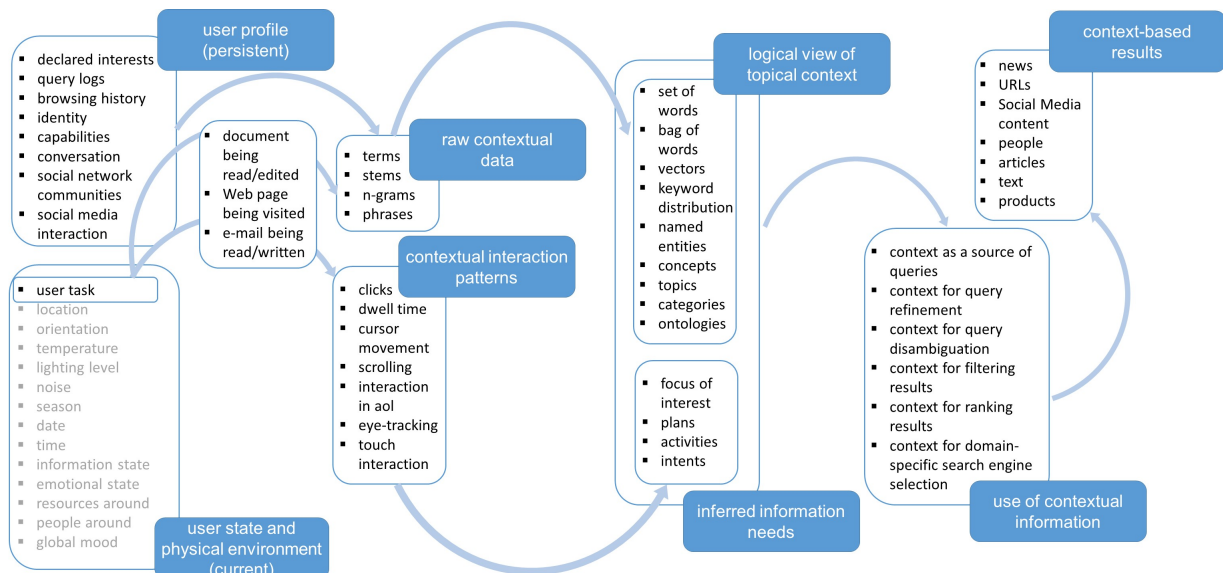 user profile
(persistent)
▪ declared interests
▪ query logs
▪ browsing history
▪ identity
▪ capabilities
▪ conversation
▪ social network
communities
▪ social media
interaction
▪ document
being
read/edited
▪ Web page
being visited
▪ e-mail being
read/written
▪ user task
▪ location
▪ orientation
▪ temperature
▪ lighting level
▪ noise
▪ season
▪ date
▪ time
▪ information state
▪ emotional state
▪ resources around
▪ people around
▪ global mood
user state and
physical environment
(current)
raw contextual
data
▪ terms
▪ stems
▪ n-grams
▪ phrases
contextual interaction
patterns
▪ clicks
▪ dwell time
▪ cursor
movement
▪ scrolling
▪ interaction
in aol
▪ eye-tracking
▪ touch
interaction
logical view of
topical context
▪ set of
words
▪ bag of
words
▪ vectors
▪ keyword
distribution
▪ named
entities
▪ concepts
▪ topics
▪ categories
▪ ontologies
▪ focus of
interest
▪ plans
▪ activities
▪ intents
inferred information
needs
context-based
results
▪ news
▪ URLs
▪ Social Media
content
▪ people
▪ articles
▪ text
▪ products
▪ context as a source of
queries
▪ context for query
refinement
▪ context for query
disambiguation
▪ context for filtering
results
▪ context for ranking
results
▪ context for domain-
specific search engine
selection
use of contextual
information